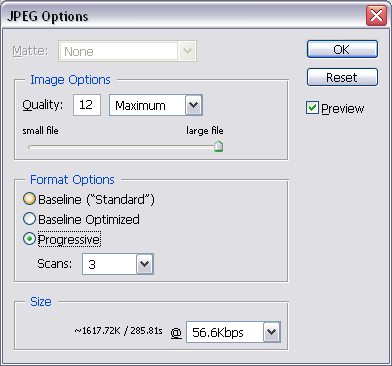 JPEG Options
Matte: None
OK
Image Options
Reset
Quality: 12 Maximum
Preview
small file large file
Format Options
Baseline ("Standard")
Baseline Optimized
Progressive
Scans: 3
Size
~1617.72K / 285.81s @ 56.6Kbps